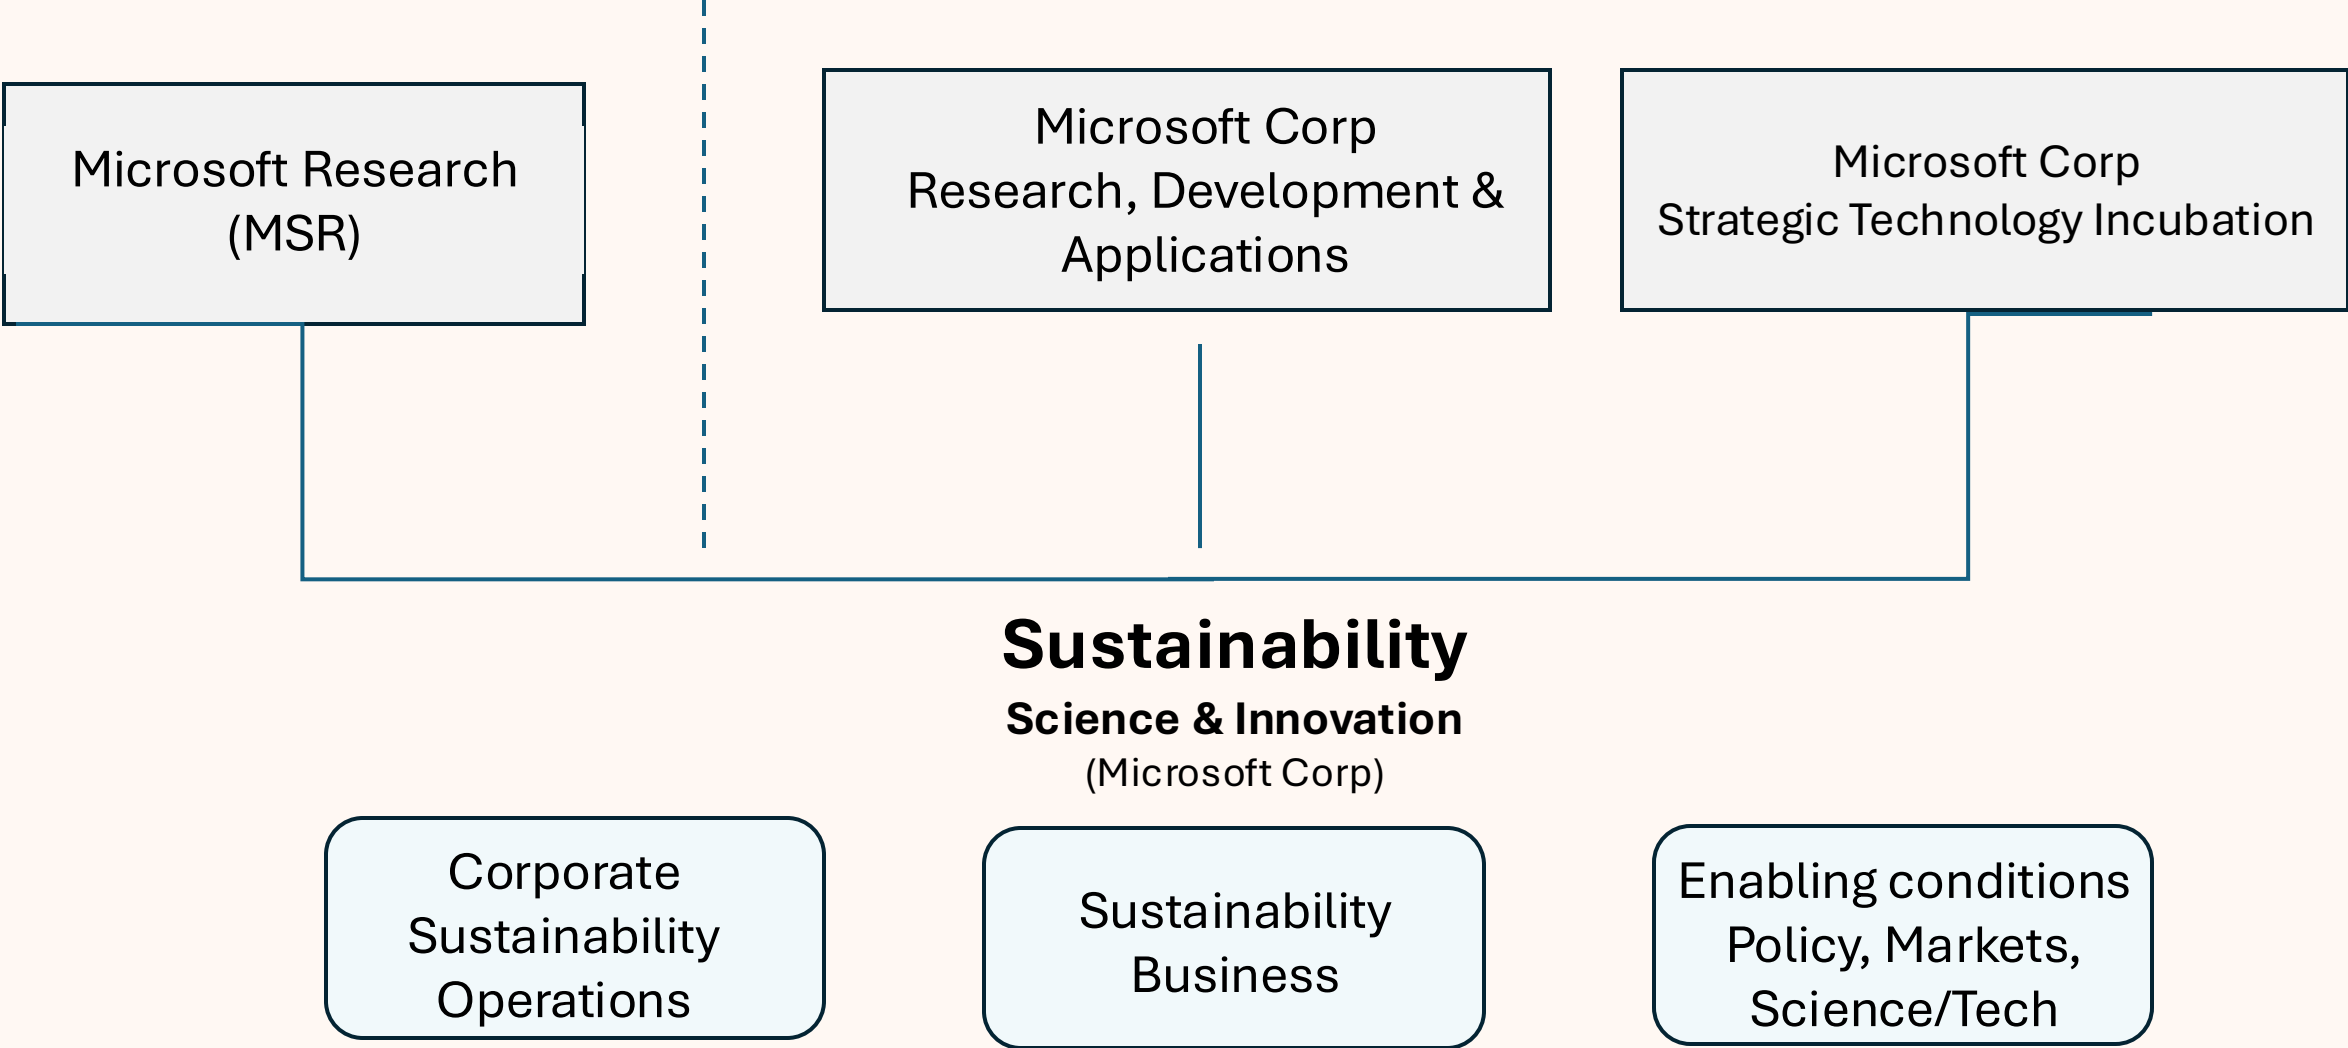 Microsoft Research
(MSR)
Microsoft Corp
Research, Development &
Applications
Microsoft Corp
Strategic Technology Incubation
Sustainability
Science & Innovation
(Microsoft Corp)
Corporate
Sustainability
Operations
Sustainability
Business
Enabling conditions
Policy, Markets,
Science/Tech